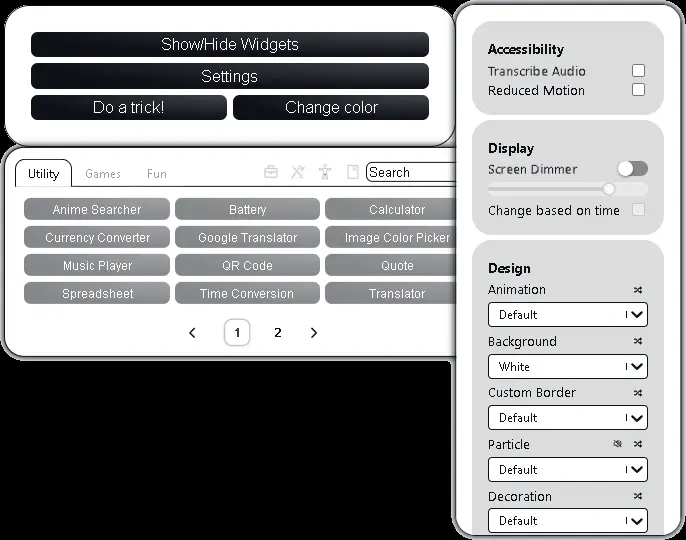 Show/Hide Widgets
Settings
Do a trick!
Change color
Utility
Games
Fun
Search
Anime Searcher
Battery
Calculator
Currency Converter
Google Translator
Image Color Picker
Music Player
QR Code
Quote
Spreadsheet
Time Conversion
Translator
1
2
Accessibility
Transcribe Audio
Reduced Motion
Display
Screen Dimmer
Change based on time
Design
Animation
Default
Background
White
Custom Border
Default
Particle
Default
Decoration
Default